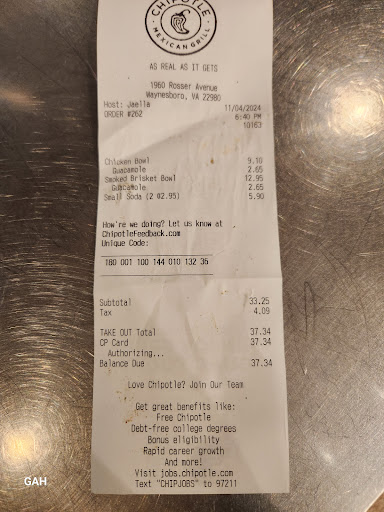 CHIPOTLE
MEXICAN GRILL
AS REAL AS IT GETS
1960 Rosser Avenue
Waynesboro, VA 22980
Host: Jaella 11/04/2024
ORDER #262 6:40 PM
10163
Chicken Bowl 9.10
Guacamole 2.65
Smoked Brisket Bowl 12.95
Guacamole 2.65
Small Soda (2 @2.95) 5.90
How're we doing? Let us know at
ChipotleFeedback.com
Unique Code:
180 001 100 144 010 132 36
Subtotal 33.25
Tax 4.09
TAKE OUT Total 37.34
CP Card 37.34
Authorizing...
Balance Due 37.34
Love Chipotle? Join Our Team
Get great benefits like:
Free Chipotle
Debt-free college degrees
Bonus eligibility
Rapid career growth
And more!
Visit jobs.chipotle.com
Text "CHIPJOBS" to 97211
GAH